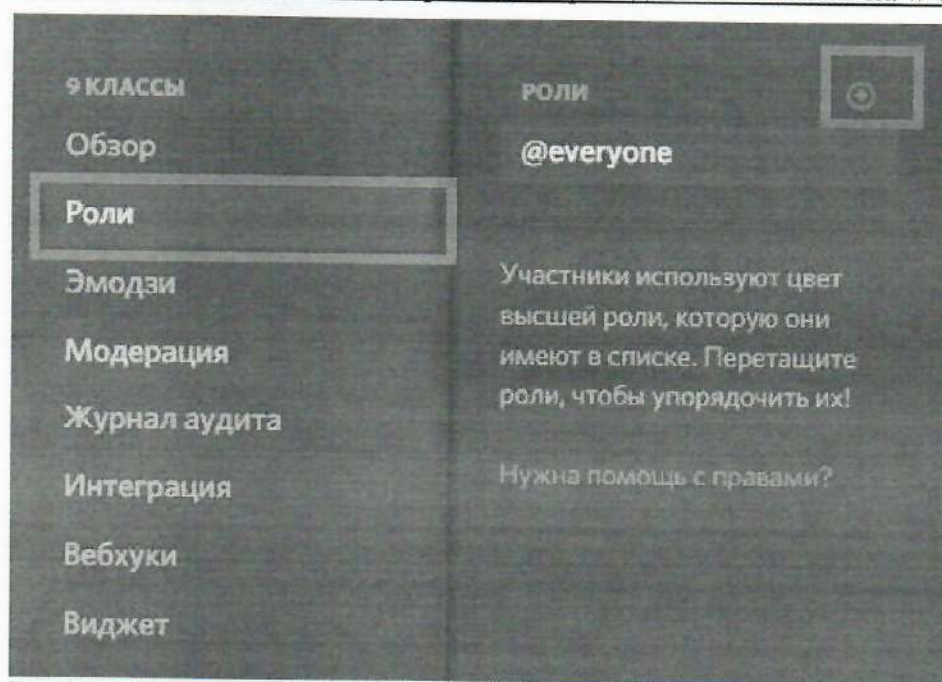 9 КЛАССЫ
Обзор
Роли
Эмодзи
Модерация
Журнал аудита
Интеграция
Вебхуки
Виджет
РОЛИ
@everyone
Участники используют цвет
высшей роли, которую они
имеют в списке. Перетащите
роли, чтобы упорядочить их!
Нужна помощь с правами?